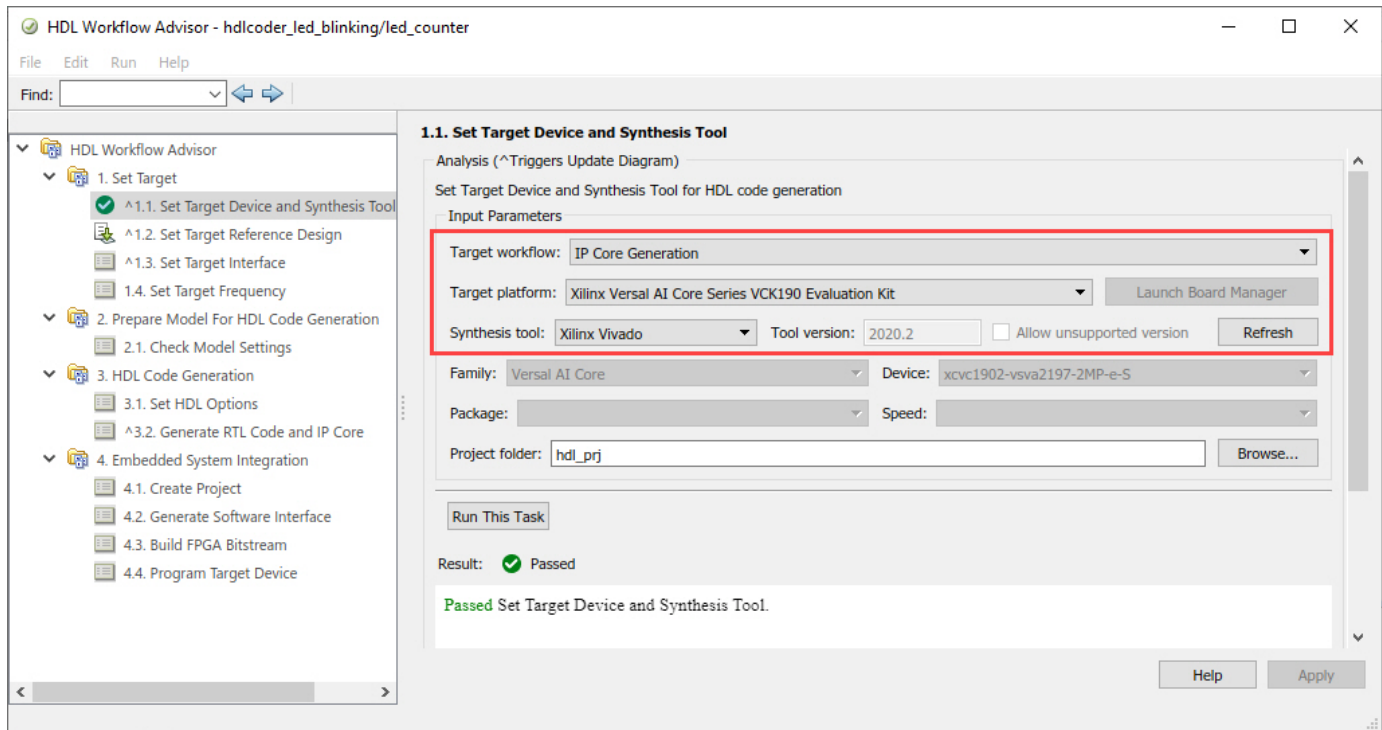 HDL Workflow Advisor - hdlcoder_led_blinking/led_counter
File Edit Run Help
Find:
HDL Workflow Advisor
1. Set Target
^1.1. Set Target Device and Synthesis Tool
^1.2. Set Target Reference Design
^1.3. Set Target Interface
1.4. Set Target Frequency
2. Prepare Model For HDL Code Generation
2.1. Check Model Settings
3. HDL Code Generation
3.1. Set HDL Options
^3.2. Generate RTL Code and IP Core
4. Embedded System Integration
4.1. Create Project
4.2. Generate Software Interface
4.3. Build FPGA Bitstream
4.4. Program Target Device
1.1. Set Target Device and Synthesis Tool
Analysis (^Triggers Update Diagram)
Set Target Device and Synthesis Tool for HDL code generation
Input Parameters
Target workflow: IP Core Generation
Target platform: Xilinx Versal AI Core Series VCK190 Evaluation Kit Launch Board Manager
Synthesis tool: Xilinx Vivado Tool version: 2020.2 Allow unsupported version Refresh
Family: Versal AI Core Device: xcvc1902-vsva2197-2MP-e-S
Package: Speed:
Project folder: hdl_prj Browse...
Run This Task
Result: Passed
Passed Set Target Device and Synthesis Tool.
Help Apply